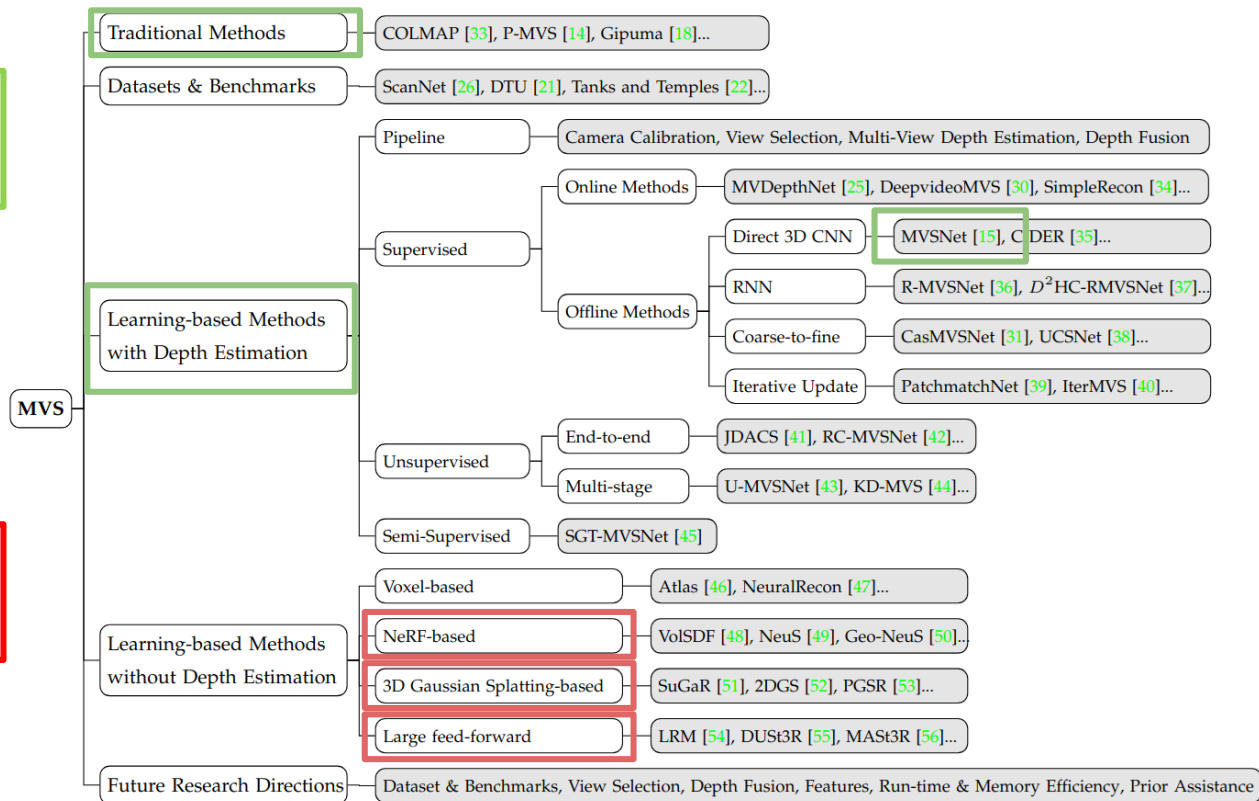 Traditional Methods
COLMAP [33], P-MVS [14], Gipuma [18]...
Datasets & Benchmarks
ScanNet [26], DTU [21], Tanks and Temples [22]...
Pipeline
Camera Calibration, View Selection, Multi-View Depth Estimation, Depth Fusion
Online Methods
MVDepthNet [25], DeepvideoMVS [30], SimpleRecon [34]...
Supervised
Direct 3D CNN
MVSNet [15], CIDER [35]...
RNN
R-MVSNet [36], D²HC-RMVSNet [37]...
Offline Methods
Learning-based Methods
with Depth Estimation
Coarse-to-fine
CasMVSNet [31], UCSNet [38]...
Iterative Update
PatchmatchNet [39], IterMVS [40]...
MVS
End-to-end
JDACS [41], RC-MVSNet [42]...
Unsupervised
Multi-stage
U-MVSNet [43], KD-MVS [44]...
Semi-Supervised
SGT-MVSNet [45]
Voxel-based
Atlas [46], NeuralRecon [47]...
Learning-based Methods
without Depth Estimation
NeRF-based
VolSDF [48], NeuS [49], Geo-NeuS [50]...
3D Gaussian Splatting-based
SuGaR [51], 2DGS [52], PGSR [53]...
Large feed-forward
LRM [54], DUSt3R [55], MASt3R [56]...
Future Research Directions
Dataset & Benchmarks, View Selection, Depth Fusion, Features, Run-time & Memory Efficiency, Prior Assistance